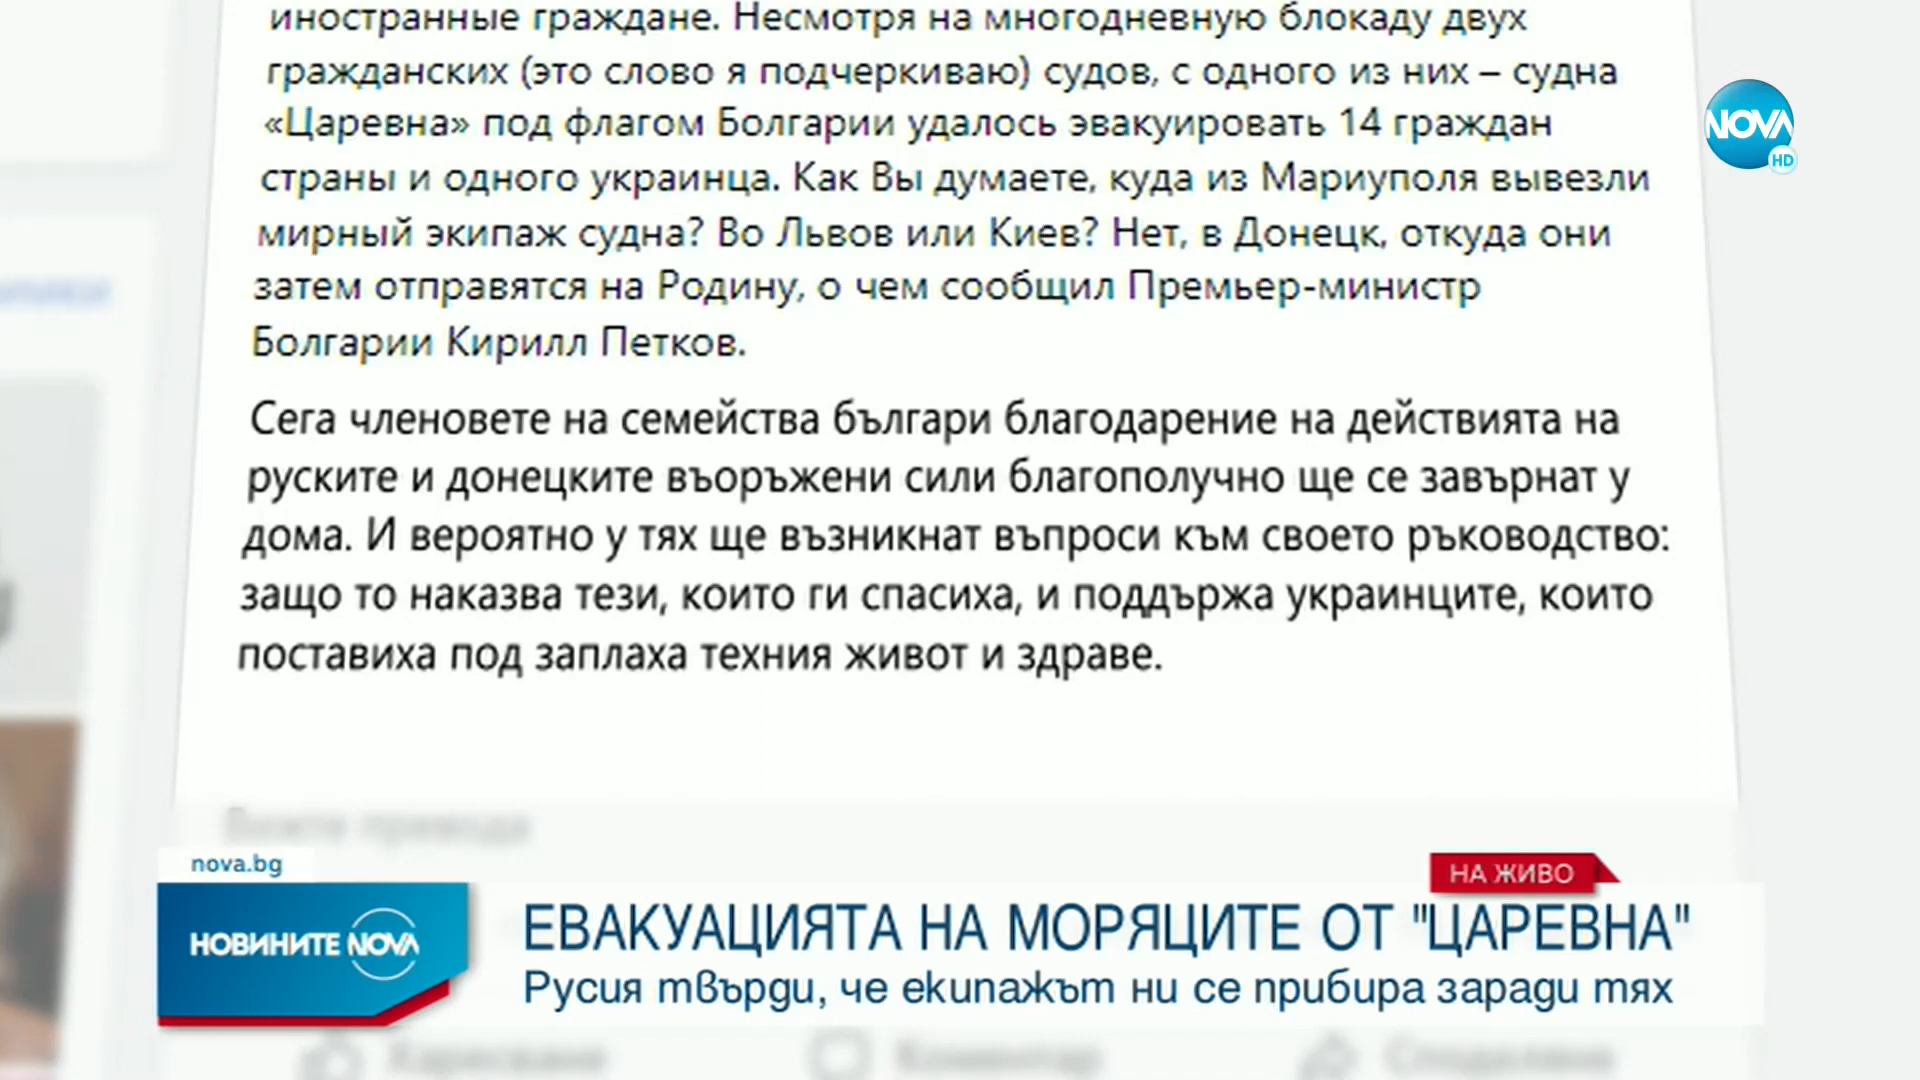 иностранные граждане. Несмотря на многодневную блокаду двух
гражданских (это слово я подчеркиваю) судов, с одного из них – судна
«Царевна» под флагом Болгарии удалось эвакуировать 14 граждан
страны и одного украинца. Как Вы думаете, куда из Мариуполя вывезли
мирный экипаж судна? Во Львов или Киев? Нет, в Донецк, откуда они
затем отправятся на Родину, о чем сообщил Премьер-министр
Болгарии Кирилл Петков.
Сега членовете на семейства българи благодарение на действията на
руските и донецките въоръжени сили благополучно ще се завърнат у
дома. И вероятно у тях ще възникнат въпроси към своето ръководство:
защо то наказва тези, които ги спасиха, и поддържа украинците, които
поставиха под заплаха техния живот и здраве.
Вижте превода
NOVA
HD
nova.bg
НА ЖИВО
НОВИНИТЕ NOVA
ЕВАКУАЦИЯТА НА МОРЯЦИТЕ ОТ "ЦАРЕВНА"
Русия твърди, че екипажът ни се прибира заради тях
Харесване
Коментар
Споделяне